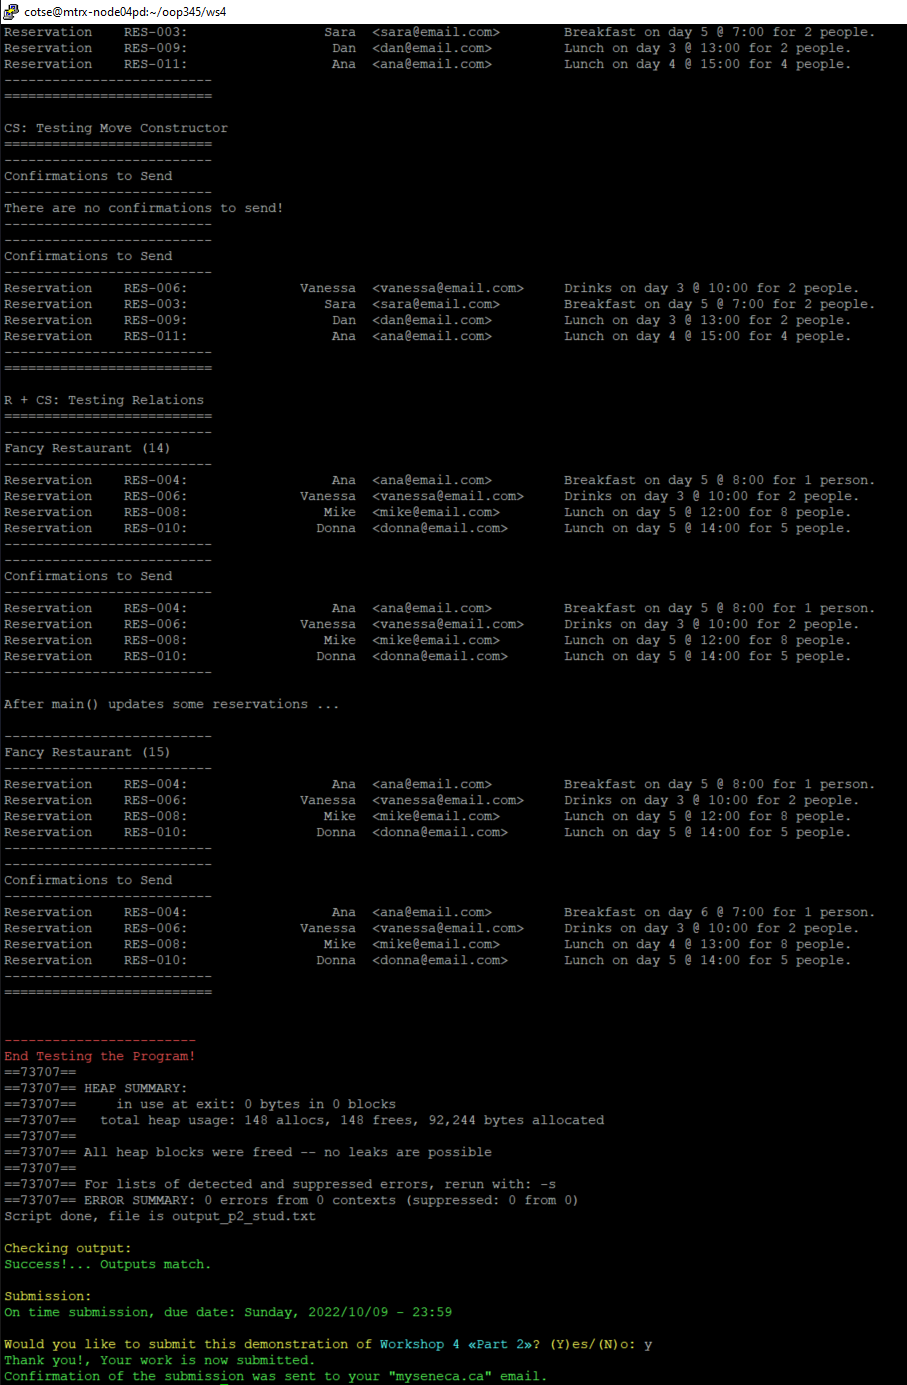 cotse@mtrx-node04pd:~/oop345/ws4
Reservation    RES-003:                 Sara  <sara@email.com>        Breakfast on day 5 @ 7:00 for 2 people.
Reservation    RES-009:                  Dan  <dan@email.com>         Lunch on day 3 @ 13:00 for 2 people.
Reservation    RES-011:                  Ana  <ana@email.com>         Lunch on day 4 @ 15:00 for 4 people.
--------------------------
==========================
CS: Testing Move Constructor
==========================
--------------------------
Confirmations to Send
--------------------------
There are no confirmations to send!
--------------------------
--------------------------
Confirmations to Send
--------------------------
Reservation    RES-006:              Vanessa  <vanessa@email.com>     Drinks on day 3 @ 10:00 for 2 people.
Reservation    RES-003:                 Sara  <sara@email.com>        Breakfast on day 5 @ 7:00 for 2 people.
Reservation    RES-009:                  Dan  <dan@email.com>         Lunch on day 3 @ 13:00 for 2 people.
Reservation    RES-011:                  Ana  <ana@email.com>         Lunch on day 4 @ 15:00 for 4 people.
--------------------------
==========================
R + CS: Testing Relations
==========================
--------------------------
Fancy Restaurant (14)
--------------------------
Reservation    RES-004:                  Ana  <ana@email.com>         Breakfast on day 5 @ 8:00 for 1 person.
Reservation    RES-006:              Vanessa  <vanessa@email.com>     Drinks on day 3 @ 10:00 for 2 people.
Reservation    RES-008:                 Mike  <mike@email.com>        Lunch on day 5 @ 12:00 for 8 people.
Reservation    RES-010:                Donna  <donna@email.com>       Lunch on day 5 @ 14:00 for 5 people.
--------------------------
--------------------------
Confirmations to Send
--------------------------
Reservation    RES-004:                  Ana  <ana@email.com>         Breakfast on day 5 @ 8:00 for 1 person.
Reservation    RES-006:              Vanessa  <vanessa@email.com>     Drinks on day 3 @ 10:00 for 2 people.
Reservation    RES-008:                 Mike  <mike@email.com>        Lunch on day 5 @ 12:00 for 8 people.
Reservation    RES-010:                Donna  <donna@email.com>       Lunch on day 5 @ 14:00 for 5 people.
--------------------------
After main() updates some reservations ...
--------------------------
Fancy Restaurant (15)
--------------------------
Reservation    RES-004:                  Ana  <ana@email.com>         Breakfast on day 5 @ 8:00 for 1 person.
Reservation    RES-006:              Vanessa  <vanessa@email.com>     Drinks on day 3 @ 10:00 for 2 people.
Reservation    RES-008:                 Mike  <mike@email.com>        Lunch on day 5 @ 12:00 for 8 people.
Reservation    RES-010:                Donna  <donna@email.com>       Lunch on day 5 @ 14:00 for 5 people.
--------------------------
--------------------------
Confirmations to Send
--------------------------
Reservation    RES-004:                  Ana  <ana@email.com>         Breakfast on day 6 @ 7:00 for 1 person.
Reservation    RES-006:              Vanessa  <vanessa@email.com>     Drinks on day 3 @ 10:00 for 2 people.
Reservation    RES-008:                 Mike  <mike@email.com>        Lunch on day 4 @ 13:00 for 8 people.
Reservation    RES-010:                Donna  <donna@email.com>       Lunch on day 5 @ 14:00 for 5 people.
--------------------------
==========================
------------------------
End Testing the Program!
==73707==
==73707== HEAP SUMMARY:
==73707==     in use at exit: 0 bytes in 0 blocks
==73707==   total heap usage: 148 allocs, 148 frees, 92,244 bytes allocated
==73707==
==73707== All heap blocks were freed -- no leaks are possible
==73707==
==73707== For lists of detected and suppressed errors, rerun with: -s
==73707== ERROR SUMMARY: 0 errors from 0 contexts (suppressed: 0 from 0)
Script done, file is output_p2_stud.txt
Checking output:
Success!... Outputs match.
Submission:
On time submission, due date: Sunday, 2022/10/09 - 23:59
Would you like to submit this demonstration of Workshop 4 «Part 2»? (Y)es/(N)o: y
Thank you!, Your work is now submitted.
Confirmation of the submission was sent to your "myseneca.ca" email.